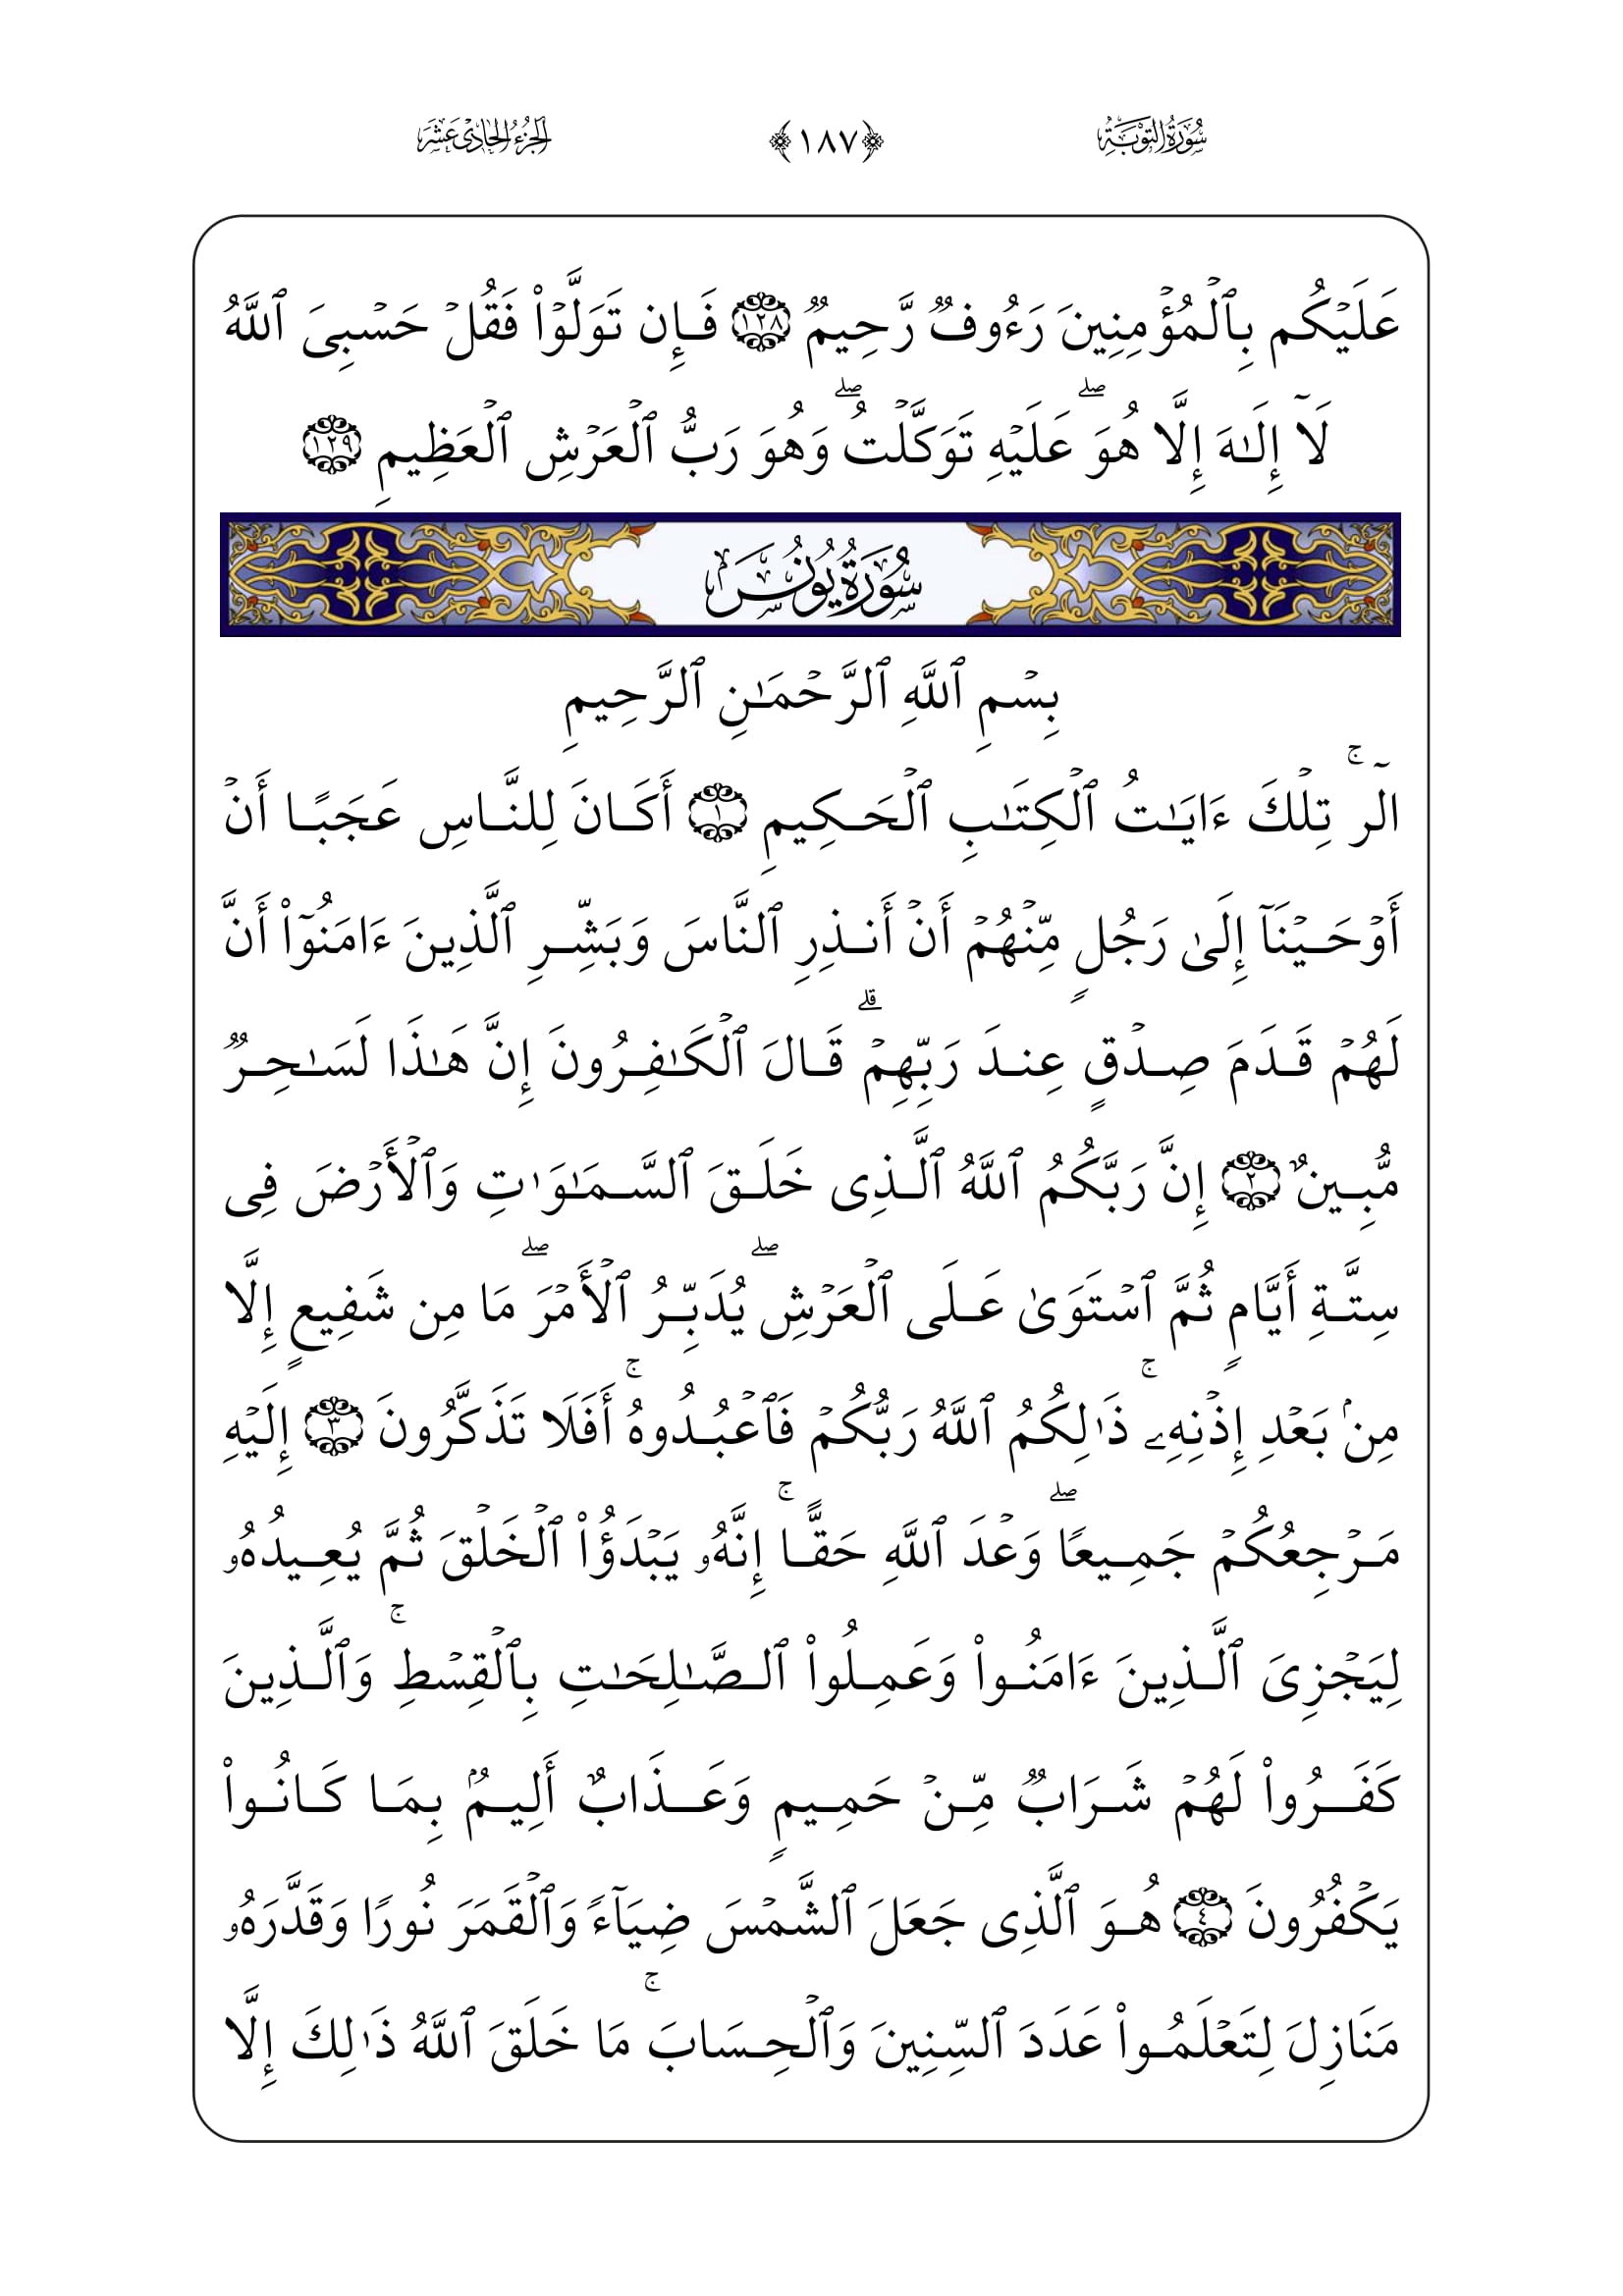 سُورَةُ التَّوْبَةِ ﴿١٨٧﴾ الجُزْءُ الحَادِي عَشَرَ
عَلَيۡكُم بِٱلۡمُؤۡمِنِينَ رَءُوفٞ رَّحِيمٞ ١٢٨ فَإِن تَوَلَّوۡاْ فَقُلۡ حَسۡبِيَ ٱللَّهُ
لَآ إِلَٰهَ إِلَّا هُوَۖ عَلَيۡهِ تَوَكَّلۡتُۖ وَهُوَ رَبُّ ٱلۡعَرۡشِ ٱلۡعَظِيمِ ١٢٩
سُورَةُ يُونُسَ
بِسۡمِ ٱللَّهِ ٱلرَّحۡمَٰنِ ٱلرَّحِيمِ
الٓرۚ تِلۡكَ ءَايَٰتُ ٱلۡكِتَٰبِ ٱلۡحَكِيمِ ١ أَكَانَ لِلنَّاسِ عَجَبًا أَنۡ
أَوۡحَيۡنَآ إِلَىٰ رَجُلٖ مِّنۡهُمۡ أَنۡ أَنذِرِ ٱلنَّاسَ وَبَشِّرِ ٱلَّذِينَ ءَامَنُوٓاْ أَنَّ
لَهُمۡ قَدَمَ صِدۡقٍ عِندَ رَبِّهِمۡۗ قَالَ ٱلۡكَٰفِرُونَ إِنَّ هَٰذَا لَسَٰحِرٞ
مُّبِينٌ ٢ إِنَّ رَبَّكُمُ ٱللَّهُ ٱلَّذِي خَلَقَ ٱلسَّمَٰوَٰتِ وَٱلۡأَرۡضَ فِي
سِتَّةِ أَيَّامٖ ثُمَّ ٱسۡتَوَىٰ عَلَى ٱلۡعَرۡشِۖ يُدَبِّرُ ٱلۡأَمۡرَۖ مَا مِن شَفِيعٍ إِلَّا
مِنۢ بَعۡدِ إِذۡنِهِۦۚ ذَٰلِكُمُ ٱللَّهُ رَبُّكُمۡ فَٱعۡبُدُوهُۚ أَفَلَا تَذَكَّرُونَ ٣ إِلَيۡهِ
مَرۡجِعُكُمۡ جَمِيعٗاۖ وَعۡدَ ٱللَّهِ حَقًّاۚ إِنَّهُۥ يَبۡدَؤُاْ ٱلۡخَلۡقَ ثُمَّ يُعِيدُهُۥ
لِيَجۡزِيَ ٱلَّذِينَ ءَامَنُواْ وَعَمِلُواْ ٱلصَّٰلِحَٰتِ بِٱلۡقِسۡطِۚ وَٱلَّذِينَ
كَفَرُواْ لَهُمۡ شَرَابٞ مِّنۡ حَمِيمٖ وَعَذَابٌ أَلِيمُۢ بِمَا كَانُواْ
يَكۡفُرُونَ ٤ هُوَ ٱلَّذِي جَعَلَ ٱلشَّمۡسَ ضِيَآءٗ وَٱلۡقَمَرَ نُورٗا وَقَدَّرَهُۥ
مَنَازِلَ لِتَعۡلَمُواْ عَدَدَ ٱلسِّنِينَ وَٱلۡحِسَابَۚ مَا خَلَقَ ٱللَّهُ ذَٰلِكَ إِلَّا